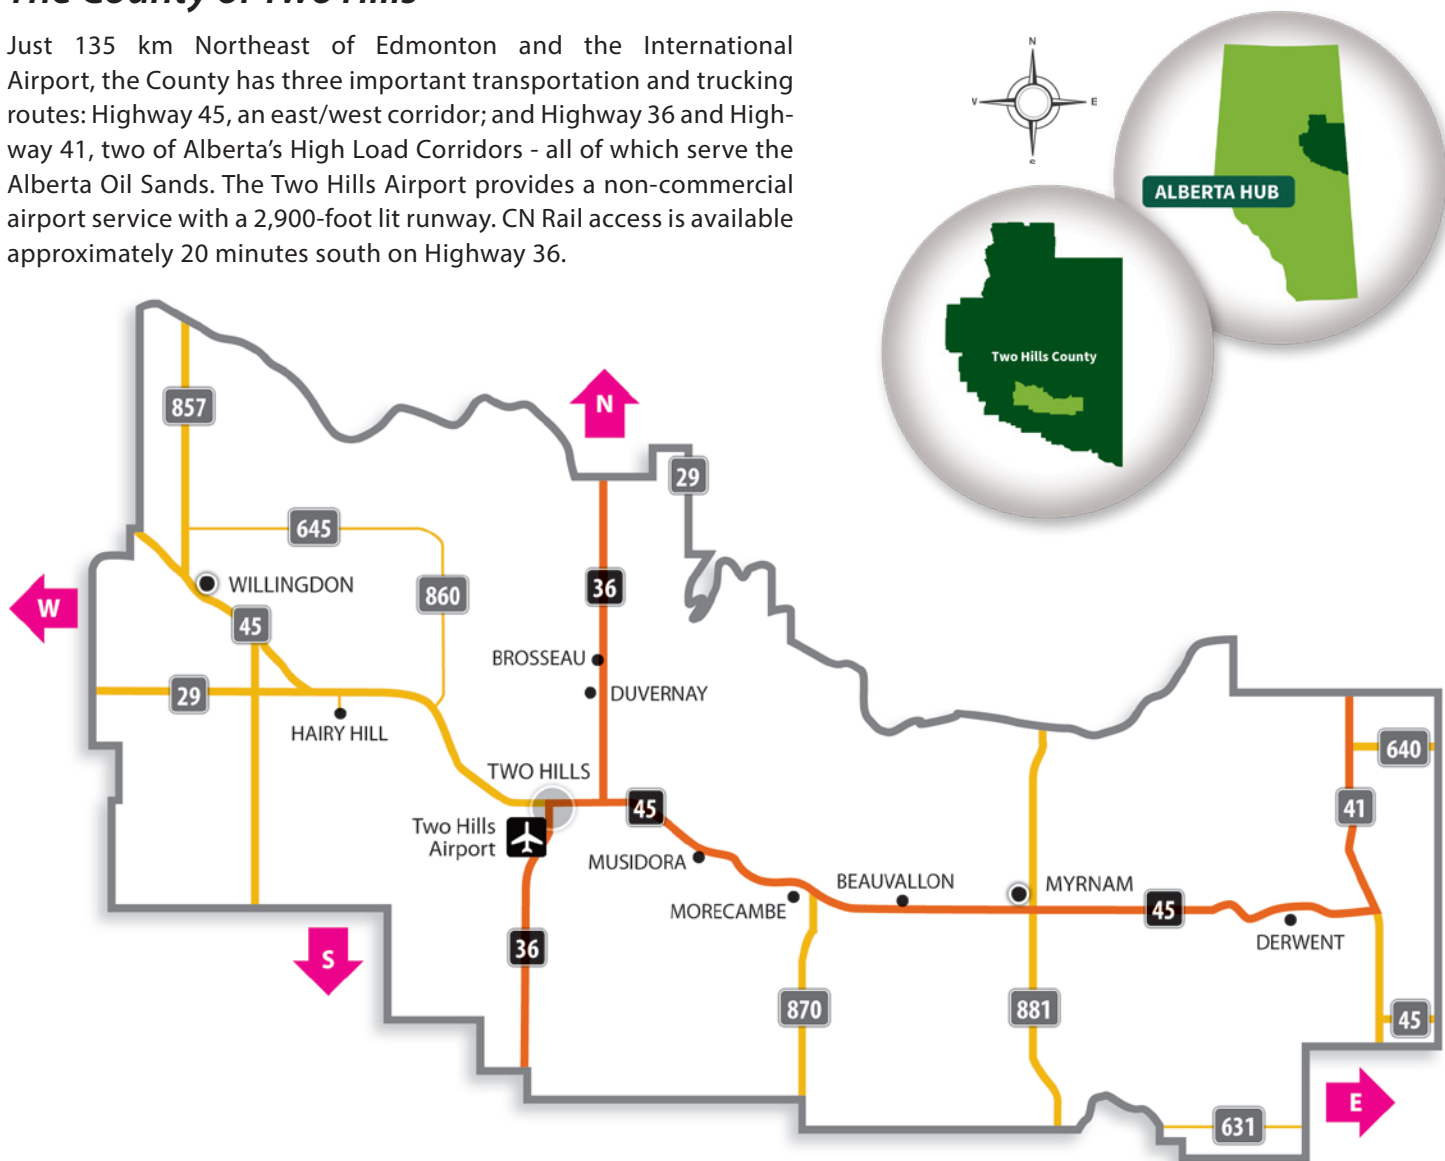 The County of Two Hills
Just 135 km Northeast of Edmonton and the International
Airport, the County has three important transportation and trucking
routes: Highway 45, an east/west corridor; and Highway 36 and High-
way 41, two of Alberta's High Load Corridors - all of which serve the
Alberta Oil Sands. The Two Hills Airport provides a non-commercial
airport service with a 2,900-foot lit runway. CN Rail access is available
approximately 20 minutes south on Highway 36.
N
E
ALBERTA HUB
Two Hills County
N
857
29
645
36
WILLINGDON
860
W
45
BROSSEAU
29
DUVERNAY
HAIRY HILL
640
TWO HILLS
45
41
Two Hills
Airport
MUSIDORA
BEAUVALLON
MYRNAM
MORECAMBE
45
DERWENT
36
S
870
881
45
E
631